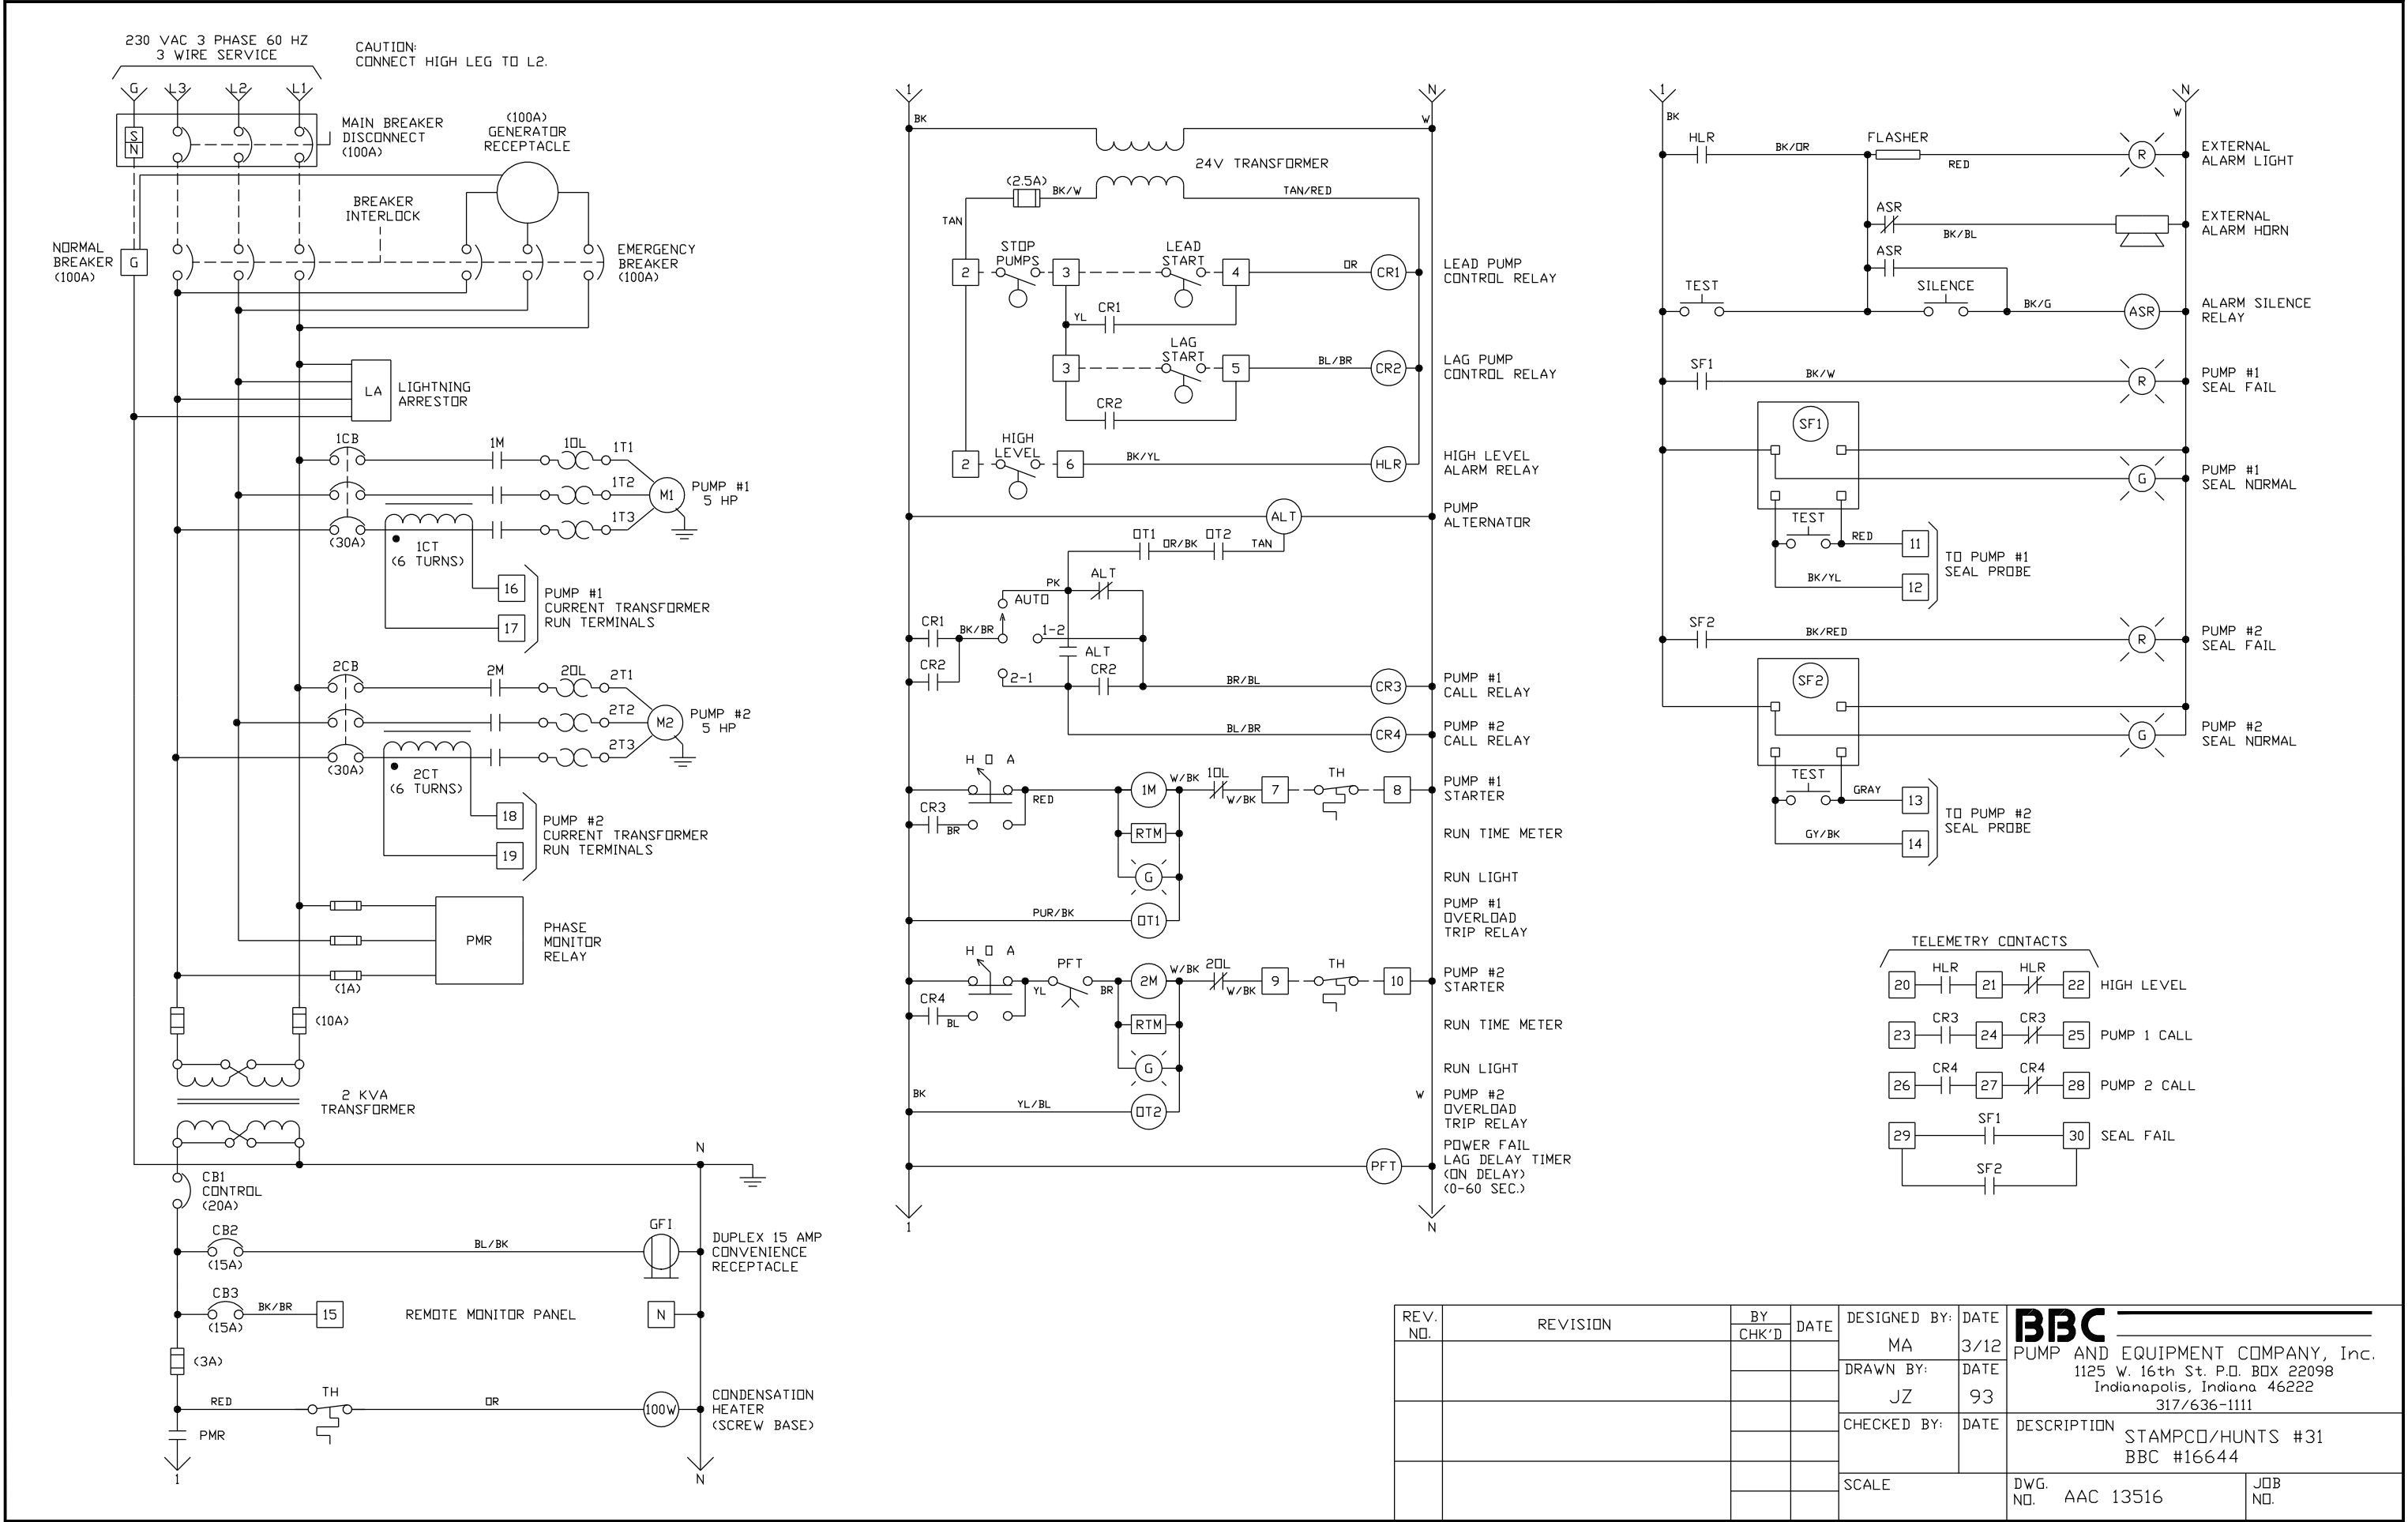 230 VAC 3 PHASE 60 HZ
3 WIRE SERVICE
CAUTION:
CONNECT HIGH LEG TO L2.
G
L3
L2
L1
S
N
MAIN BREAKER
DISCONNECT
(100A)
(100A)
GENERATOR
RECEPTACLE
BREAKER
INTERLOCK
NORMAL
BREAKER
(100A)
G
EMERGENCY
BREAKER
(100A)
LA
LIGHTNING
ARRESTOR
1CB
1M
1OL
1T1
1T2
1T3
M1
PUMP #1
5 HP
(30A)
1CT
(6 TURNS)
16
17
PUMP #1
CURRENT TRANSFORMER
RUN TERMINALS
2CB
2M
2OL
2T1
2T2
2T3
M2
PUMP #2
5 HP
(30A)
2CT
(6 TURNS)
18
19
PUMP #2
CURRENT TRANSFORMER
RUN TERMINALS
PMR
PHASE
MONITOR
RELAY
(1A)
(10A)
2 KVA
TRANSFORMER
N
CB1
CONTROL
(20A)
CB2
(15A)
BL/BK
GFI
DUPLEX 15 AMP
CONVENIENCE
RECEPTACLE
CB3
(15A)
BK/BR
15
REMOTE MONITOR PANEL
N
(3A)
RED
TH
OR
100W
CONDENSATION
HEATER
(SCREW BASE)
PMR
1
N
1
N
BK
W
24V TRANSFORMER
(2.5A)
BK/W
TAN/RED
TAN
STOP
PUMPS
LEAD
START
2
3
4
OR
CR1
LEAD PUMP
CONTROL RELAY
YL
CR1
LAG
START
3
5
BL/BR
CR2
LAG PUMP
CONTROL RELAY
CR2
HIGH
LEVEL
2
6
BK/YL
HLR
HIGH LEVEL
ALARM RELAY
ALT
PUMP
ALTERNATOR
OT1
OR/BK
OT2
TAN
PK
ALT
AUTO
CR1
BK/BR
1-2
ALT
CR2
2-1
CR2
BR/BL
CR3
PUMP #1
CALL RELAY
BL/BR
CR4
PUMP #2
CALL RELAY
H O A
RED
1M
W/BK
1OL
W/BK
7
TH
8
PUMP #1
STARTER
CR3
BR
RTM
RUN TIME METER
G
RUN LIGHT
PUR/BK
OT1
PUMP #1
OVERLOAD
TRIP RELAY
H O A
YL
PFT
BR
2M
W/BK
2OL
W/BK
9
TH
10
PUMP #2
STARTER
CR4
BL
RTM
RUN TIME METER
G
RUN LIGHT
BK
YL/BL
OT2
W
PUMP #2
OVERLOAD
TRIP RELAY
PFT
POWER FAIL
LAG DELAY TIMER
(ON DELAY)
(0-60 SEC.)
1
N
1
N
BK
W
HLR
BK/OR
FLASHER
RED
R
EXTERNAL
ALARM LIGHT
ASR
BK/BL
EXTERNAL
ALARM HORN
ASR
TEST
SILENCE
BK/G
ASR
ALARM SILENCE
RELAY
SF1
BK/W
R
PUMP #1
SEAL FAIL
SF1
G
PUMP #1
SEAL NORMAL
TEST
RED
11
BK/YL
12
TO PUMP #1
SEAL PROBE
SF2
BK/RED
R
PUMP #2
SEAL FAIL
SF2
G
PUMP #2
SEAL NORMAL
TEST
GRAY
13
GY/BK
14
TO PUMP #2
SEAL PROBE
TELEMETRY CONTACTS
20
HLR
21
HLR
22
HIGH LEVEL
23
CR3
24
CR3
25
PUMP 1 CALL
26
CR4
27
CR4
28
PUMP 2 CALL
29
SF1
30
SEAL FAIL
SF2
REV.
NO.
REVISION
BY
CHK'D
DATE
DESIGNED BY:
MA
DATE
3/12
DRAWN BY:
JZ
DATE
93
CHECKED BY:
DATE
SCALE
BBC
PUMP AND EQUIPMENT COMPANY, Inc.
1125 W. 16th St. P.O. BOX 22098
Indianapolis, Indiana 46222
317/636-1111
DESCRIPTION
STAMPCO/HUNTS #31
BBC #16644
DWG.
NO.
AAC 13516
JOB
NO.